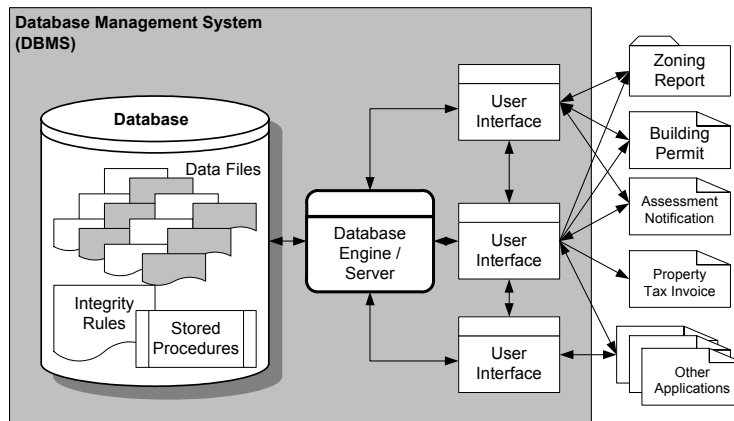 Database Management System
(DBMS)
Database
Data Files
Integrity
Rules
Stored
Procedures
Database
Engine /
Server
User
Interface
User
Interface
User
Interface
Zoning
Report
Building
Permit
Assessment
Notification
Property
Tax Invoice
Other
Applications